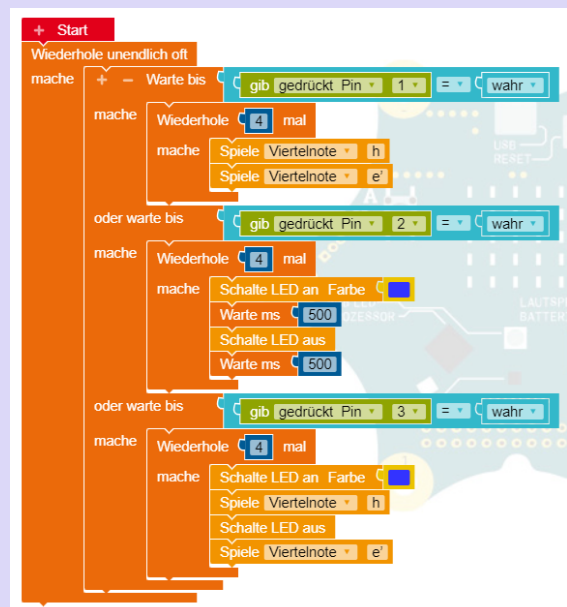 + Start
Wiederhole unendlich oft
mache + − Warte bis gib gedrückt Pin 1 = wahr
mache Wiederhole 4 mal
mache Spiele Viertelnote h
Spiele Viertelnote e'
oder warte bis gib gedrückt Pin 2 = wahr
mache Wiederhole 4 mal
mache Schalte LED an Farbe
Warte ms 500
Schalte LED aus
Warte ms 500
oder warte bis gib gedrückt Pin 3 = wahr
mache Wiederhole 4 mal
mache Schalte LED an Farbe
Spiele Viertelnote h
Schalte LED aus
Spiele Viertelnote e'
USB
RESET
A